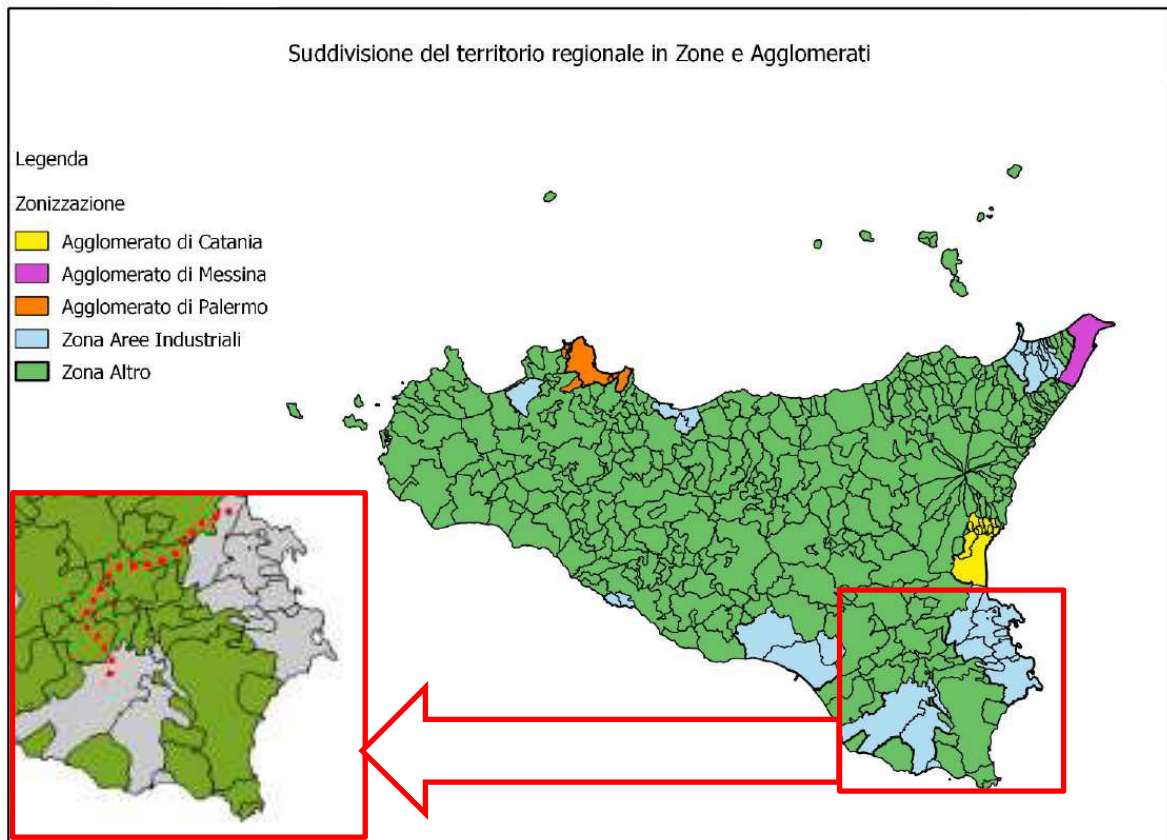 Suddivisione del territorio regionale in Zone e Agglomerati
Legenda
Zonizzazione
Agglomerato di Catania
Agglomerato di Messina
Agglomerato di Palermo
Zona Aree Industriali
Zona Altro